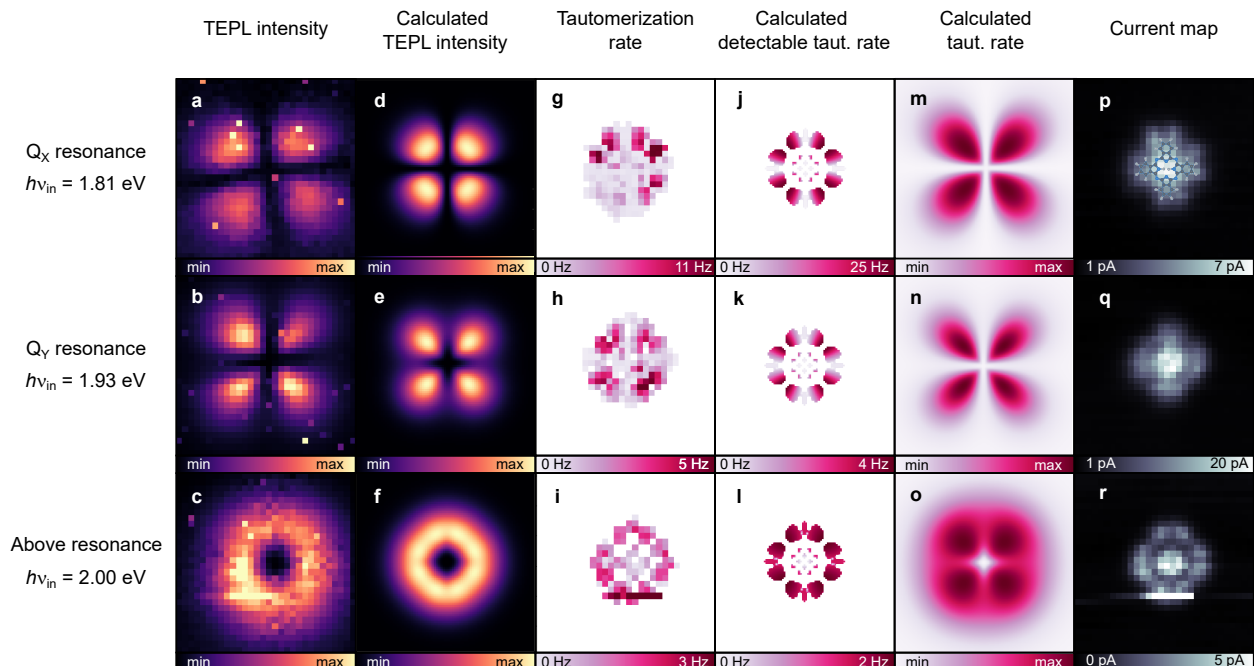 TEPL intensity
Calculated
TEPL intensity
Tautomerization
rate
Calculated
detectable taut. rate
Calculated
taut. rate
Current map
Q_X resonance
hν_in = 1.81 eV
a
d
g
j
m
p
min max
min max
0 Hz 11 Hz
0 Hz 25 Hz
min max
1 pA 7 pA
Q_Y resonance
hν_in = 1.93 eV
b
e
h
k
n
q
min max
min max
0 Hz 5 Hz
0 Hz 4 Hz
min max
1 pA 20 pA
Above resonance
hν_in = 2.00 eV
c
f
i
l
o
r
min max
min max
0 Hz 3 Hz
0 Hz 2 Hz
min max
0 pA 5 pA